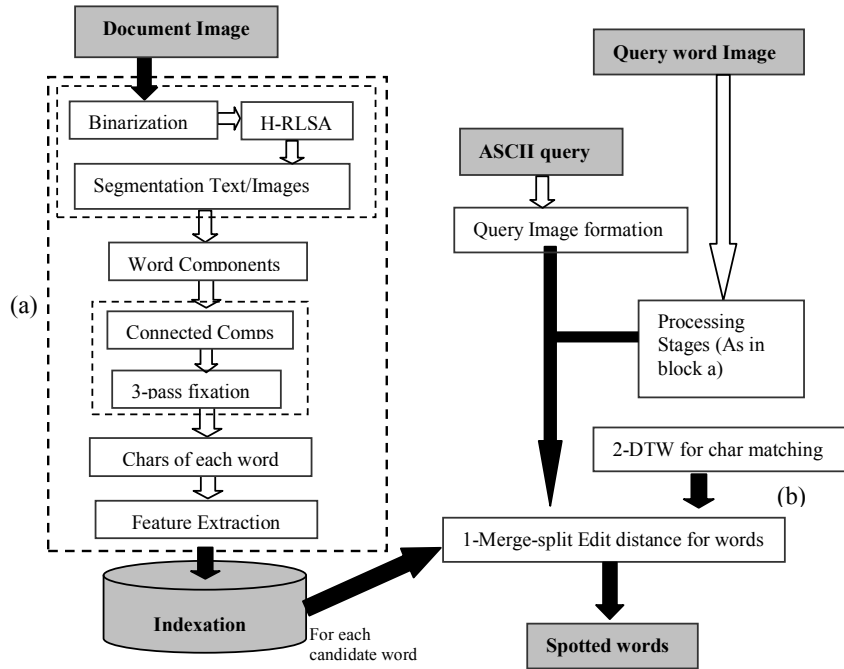 Document Image
Binarization
H-RLSA
Segmentation Text/Images
Word Components
(a)
Connected Comps
3-pass fixation
Chars of each word
Feature Extraction
Indexation
For each
candidate word
Query word Image
ASCII query
Query Image formation
Processing
Stages (As in
block a)
2-DTW for char matching
(b)
1-Merge-split Edit distance for words
Spotted words